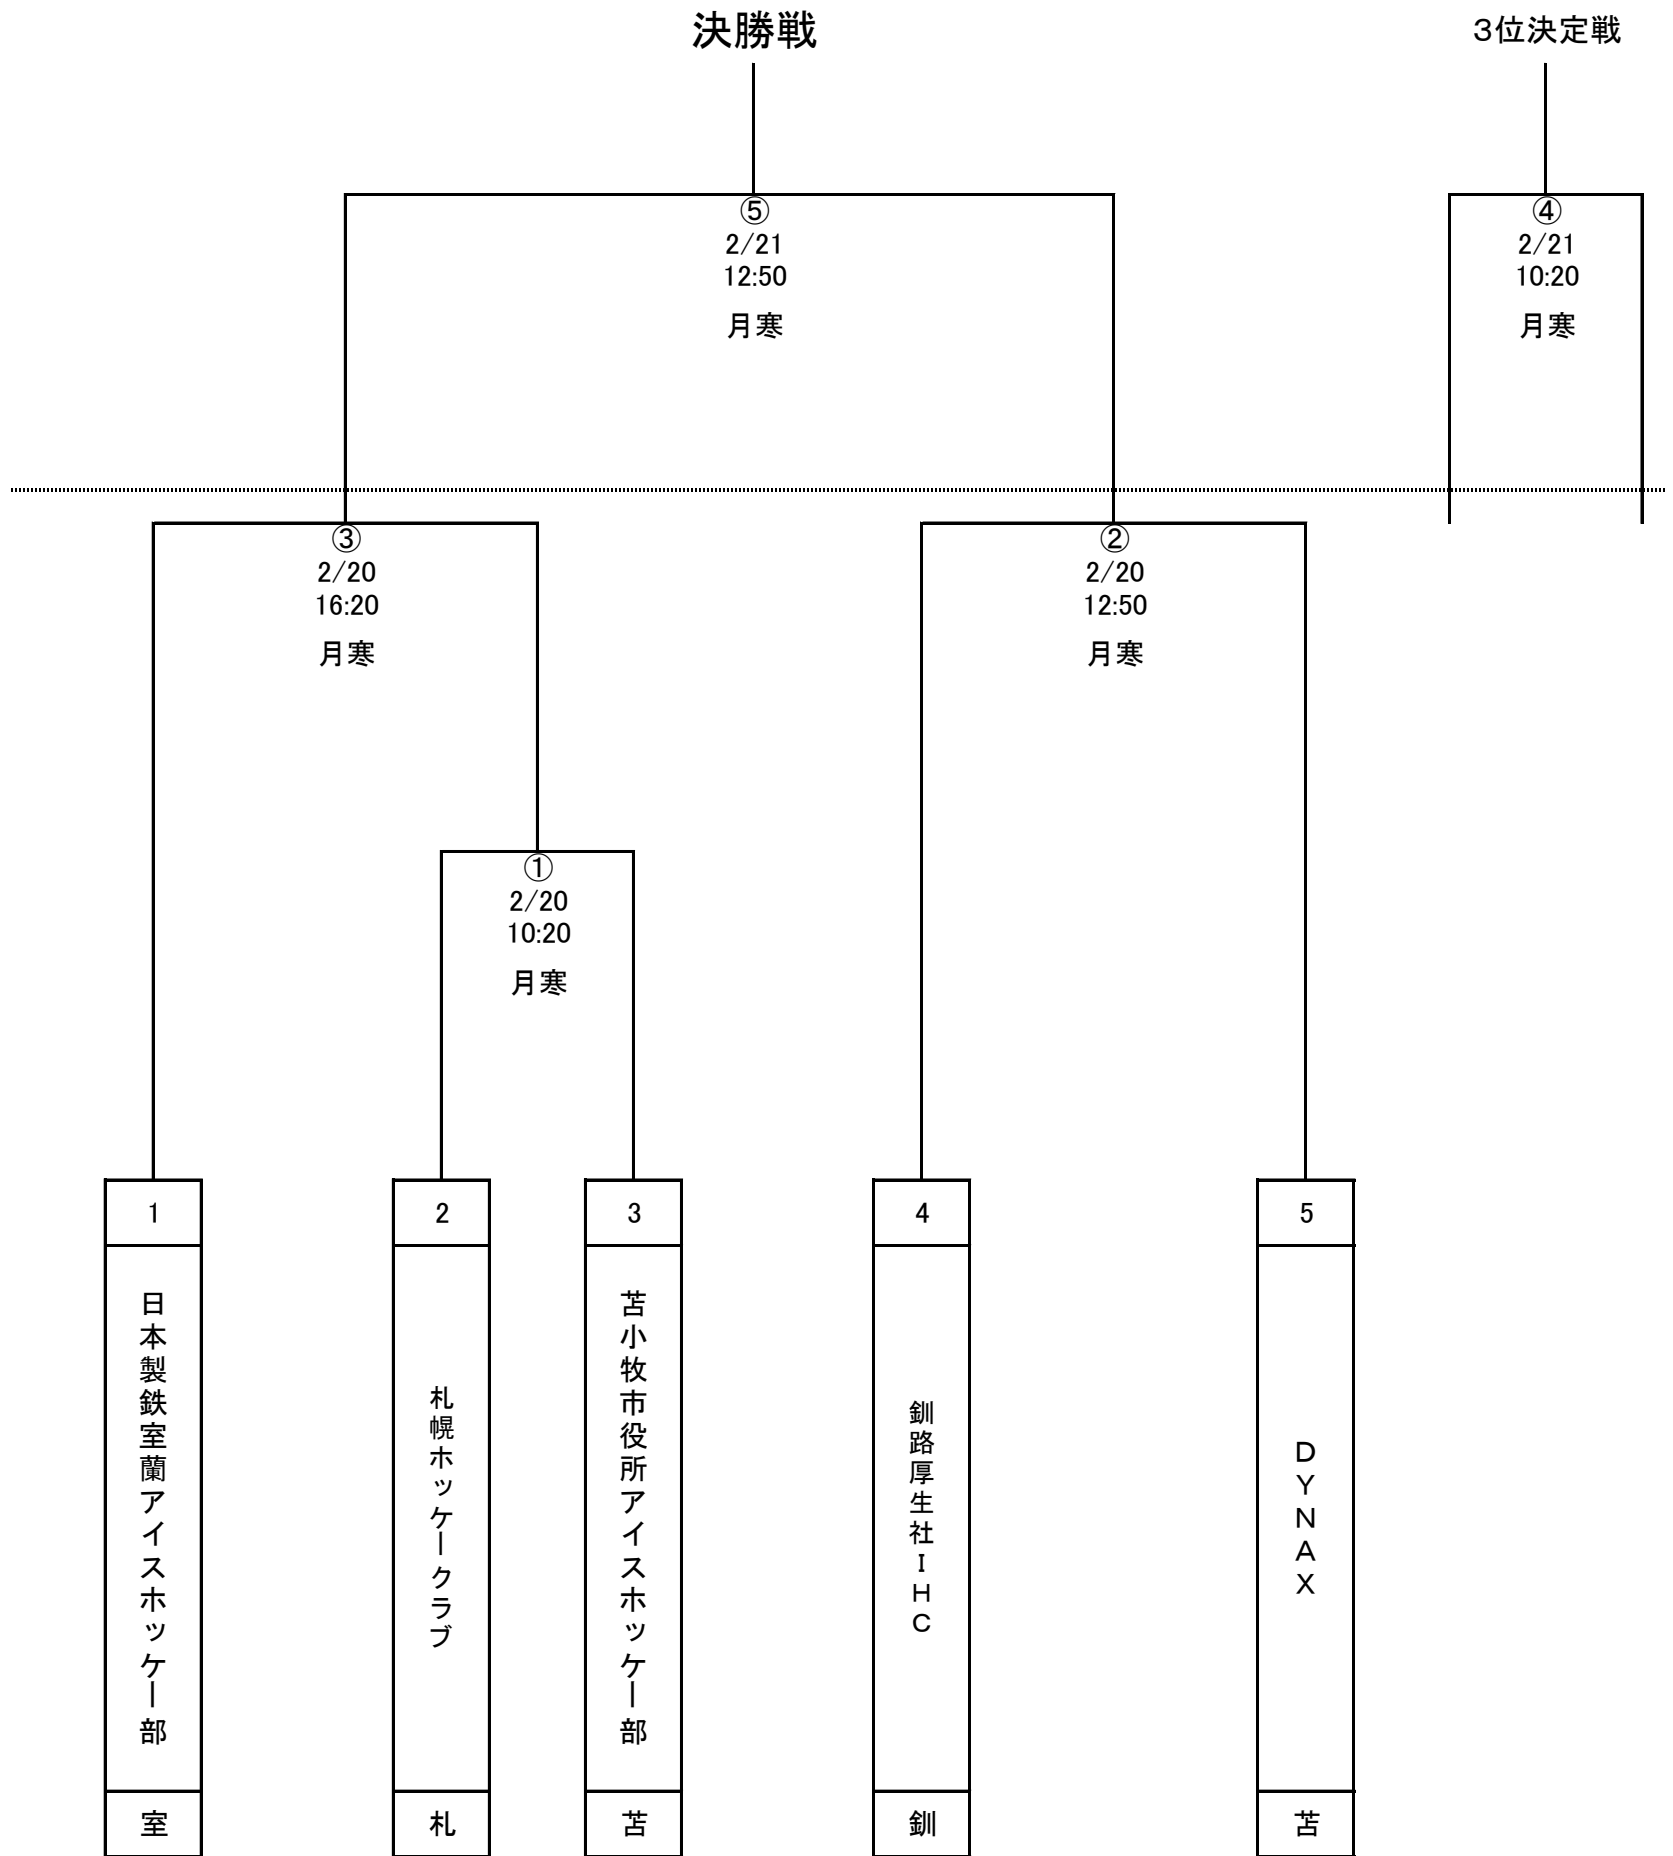 決勝戦
３位決定戦
⑤
2/21
12:50
月寒
④
2/21
10:20
月寒
③
2/20
16:20
月寒
②
2/20
12:50
月寒
①
2/20
10:20
月寒
1
2
3
4
5
日本製鉄室蘭アイスホッケー部
札幌ホッケークラブ
苫小牧市役所アイスホッケー部
釧路厚生社ＩＨＣ
ＤＹＮＡＸ
室
札
苫
釧
苫